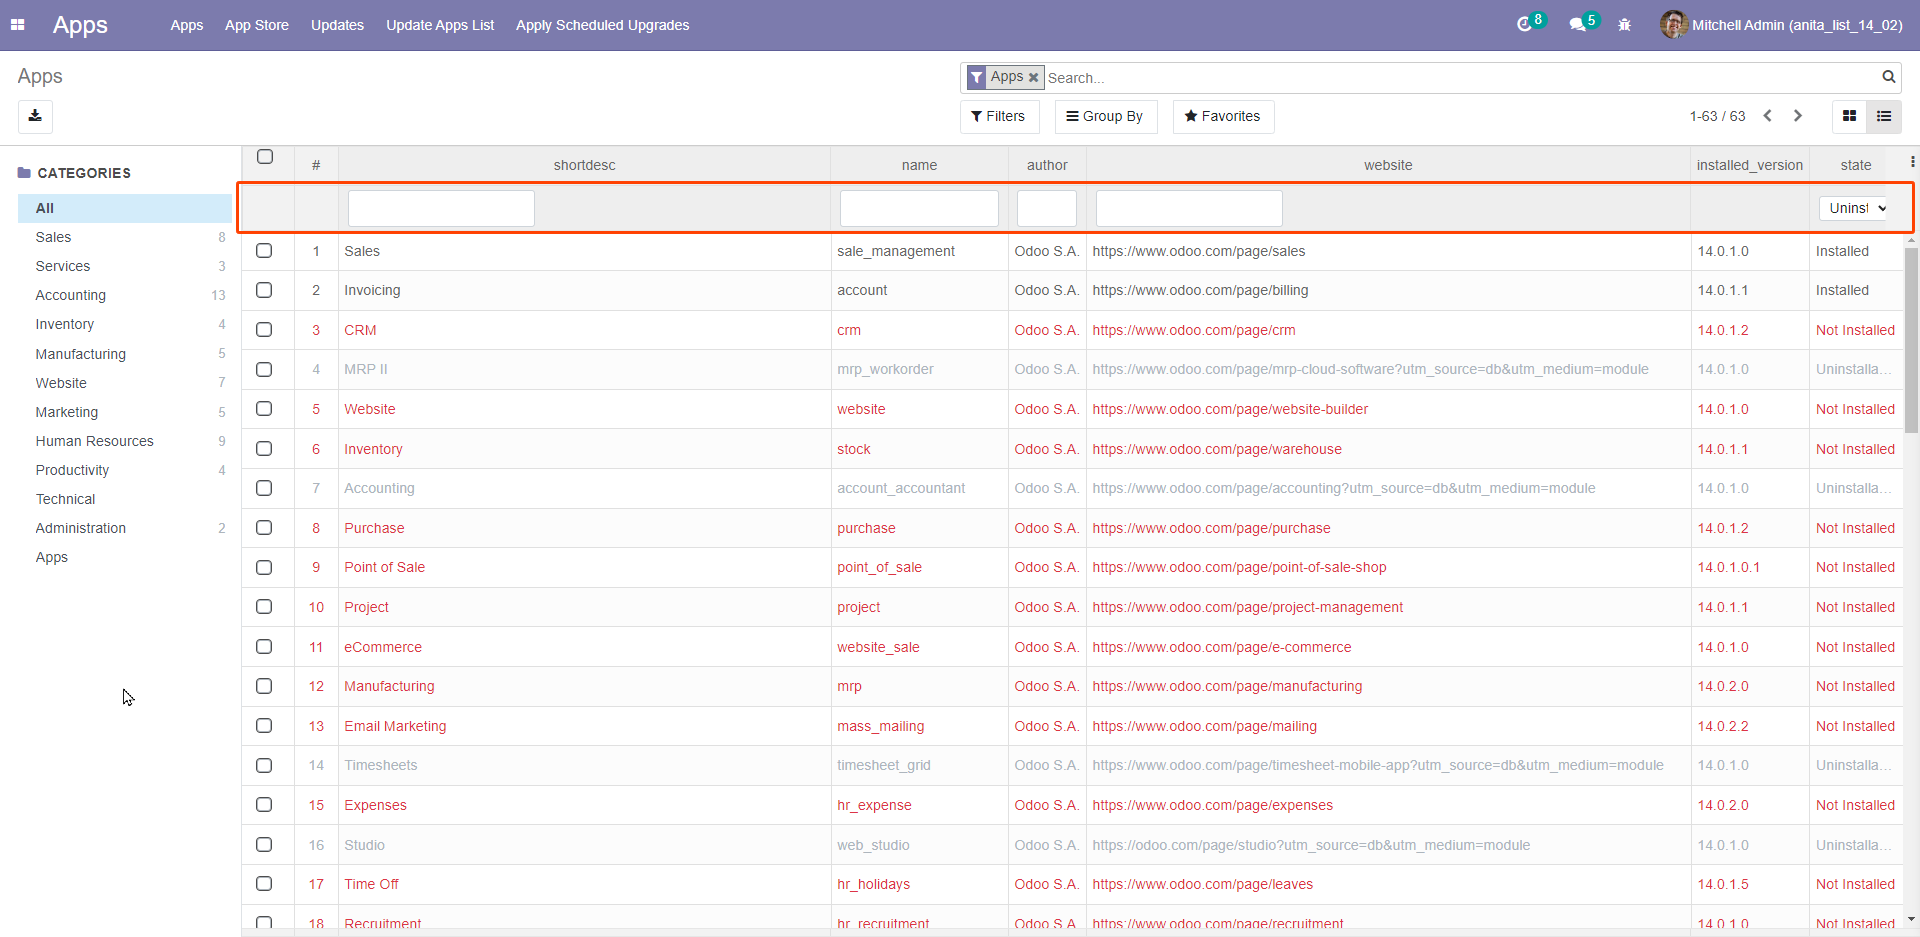 Apps Apps App Store Updates Update Apps List Apply Scheduled Upgrades 8 5 Mitchell Admin (anita_list_14_02)
Apps
Apps Search...
Filters Group By Favorites 1-63 / 63
CATEGORIES
All
Sales 8
Services 3
Accounting 13
Inventory 4
Manufacturing 5
Website 7
Marketing 5
Human Resources 9
Productivity 4
Technical
Administration 2
Apps
# shortdesc name author website installed_version state
Uninst
1 Sales sale_management Odoo S.A. https://www.odoo.com/page/sales 14.0.1.0 Installed
2 Invoicing account Odoo S.A. https://www.odoo.com/page/billing 14.0.1.1 Installed
3 CRM crm Odoo S.A. https://www.odoo.com/page/crm 14.0.1.2 Not Installed
4 MRP II mrp_workorder Odoo S.A. https://www.odoo.com/page/mrp-cloud-software?utm_source=db&utm_medium=module 14.0.1.0 Uninstalla...
5 Website website Odoo S.A. https://www.odoo.com/page/website-builder 14.0.1.0 Not Installed
6 Inventory stock Odoo S.A. https://www.odoo.com/page/warehouse 14.0.1.1 Not Installed
7 Accounting account_accountant Odoo S.A. https://www.odoo.com/page/accounting?utm_source=db&utm_medium=module 14.0.1.0 Uninstalla...
8 Purchase purchase Odoo S.A. https://www.odoo.com/page/purchase 14.0.1.2 Not Installed
9 Point of Sale point_of_sale Odoo S.A. https://www.odoo.com/page/point-of-sale-shop 14.0.1.0.1 Not Installed
10 Project project Odoo S.A. https://www.odoo.com/page/project-management 14.0.1.1 Not Installed
11 eCommerce website_sale Odoo S.A. https://www.odoo.com/page/e-commerce 14.0.1.0 Not Installed
12 Manufacturing mrp Odoo S.A. https://www.odoo.com/page/manufacturing 14.0.2.0 Not Installed
13 Email Marketing mass_mailing Odoo S.A. https://www.odoo.com/page/mailing 14.0.2.2 Not Installed
14 Timesheets timesheet_grid Odoo S.A. https://www.odoo.com/page/timesheet-mobile-app?utm_source=db&utm_medium=module 14.0.1.0 Uninstalla...
15 Expenses hr_expense Odoo S.A. https://www.odoo.com/page/expenses 14.0.2.0 Not Installed
16 Studio web_studio Odoo S.A. https://odoo.com/page/studio?utm_source=db&utm_medium=module 14.0.1.0 Uninstalla...
17 Time Off hr_holidays Odoo S.A. https://www.odoo.com/page/leaves 14.0.1.5 Not Installed
18 Recruitment hr_recruitment Odoo S.A. https://www.odoo.com/page/recruitment 14.0.1.0 Not Installed